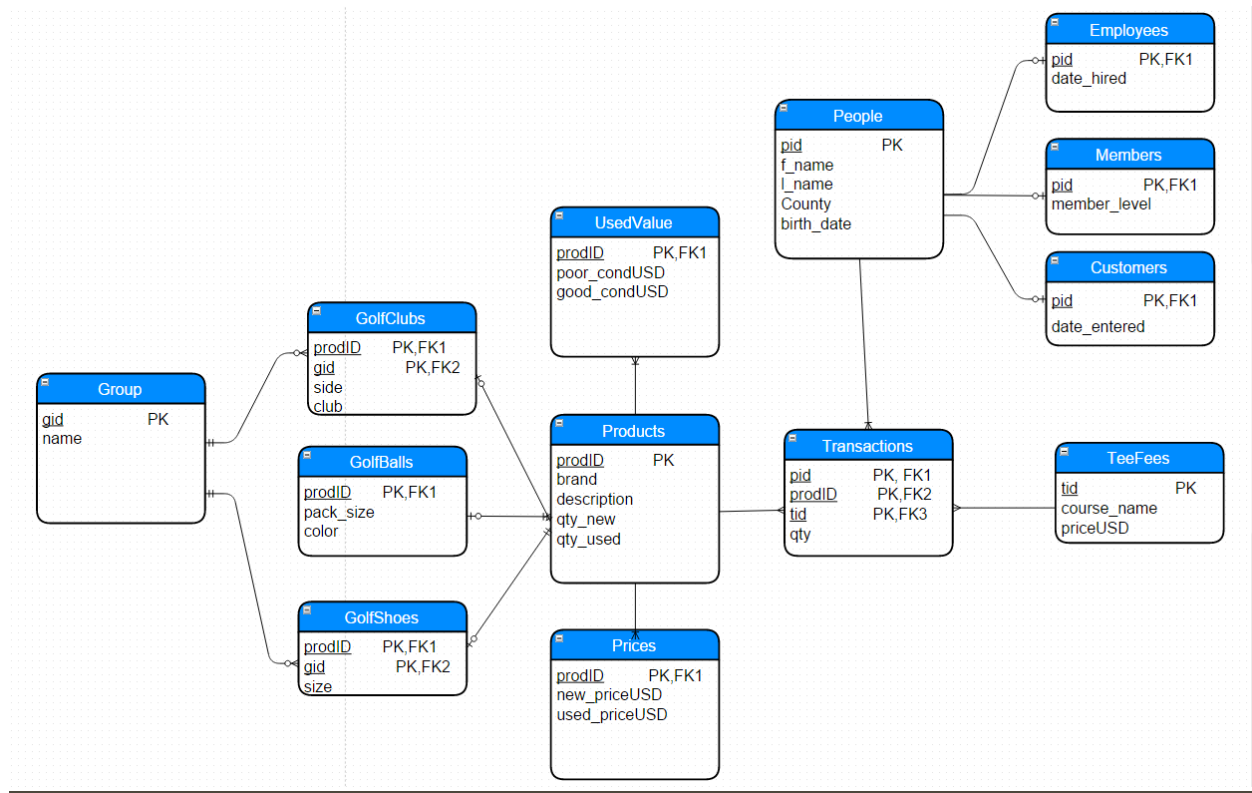 Employees
pid PK,FK1
date_hired
People
pid PK
f_name
l_name
County
birth_date
Members
pid PK,FK1
member_level
Customers
pid PK,FK1
date_entered
UsedValue
prodID PK,FK1
poor_condUSD
good_condUSD
GolfClubs
prodID PK,FK1
gid PK,FK2
side
club
Group
gid PK
name
Products
prodID PK
brand
description
qty_new
qty_used
Transactions
pid PK, FK1
prodID PK,FK2
tid PK,FK3
qty
TeeFees
tid PK
course_name
priceUSD
GolfBalls
prodID PK,FK1
pack_size
color
GolfShoes
prodID PK,FK1
gid PK,FK2
size
Prices
prodID PK,FK1
new_priceUSD
used_priceUSD